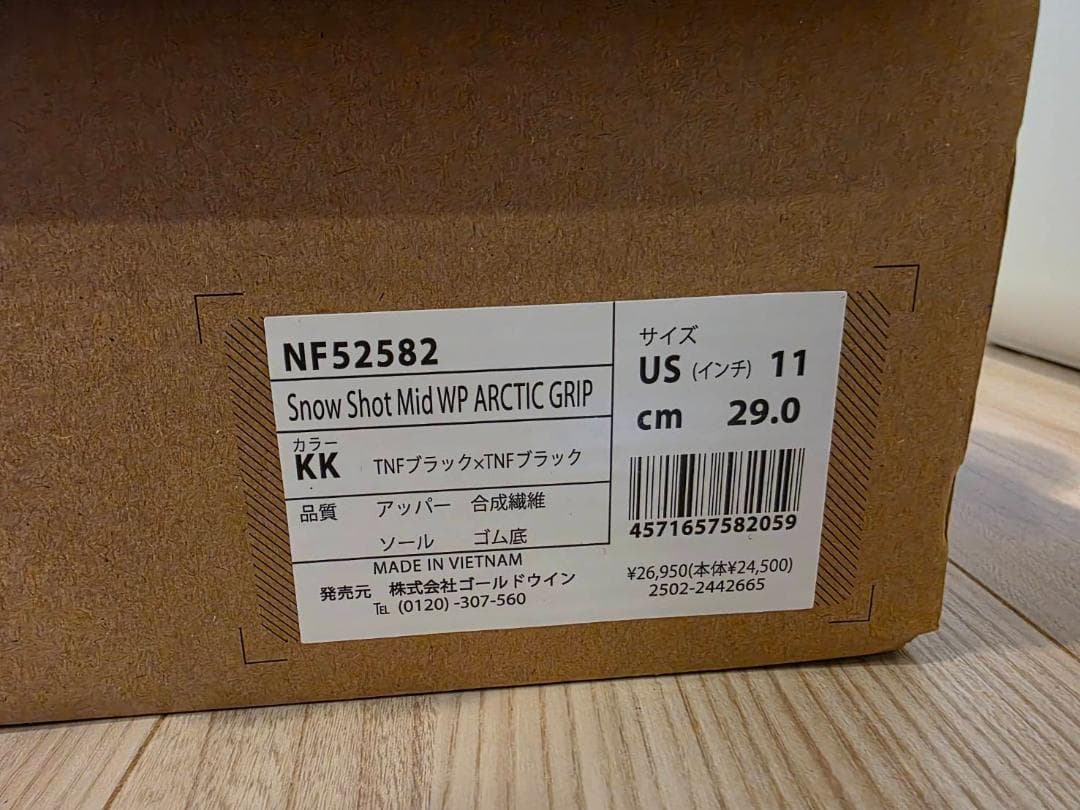 NF52582
Snow Shot Mid WP ARCTIC GRIP
カラー
KK TNFブラック×TNFブラック
品質 アッパー 合成繊維
ソール ゴム底
MADE IN VIETNAM
発売元 株式会社ゴールドウイン
℡ (0120) -307-560
サイズ
US (インチ) 11
cm 29.0
4571657582059
¥26,950(本体¥24,500)
2502-2442665